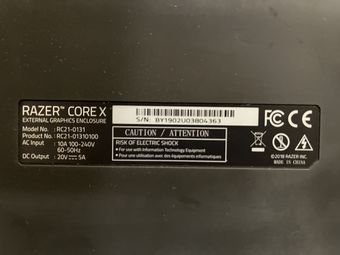 RAZER™ CORE X
EXTERNAL GRAPHICS ENCLOSURE
Model No. : RC21-0131
Product No. : RC21-01310100
AC Input : 10A 100-240V
60-50Hz
DC Output : 20V ⎓ 5A
S/N: BY1902U03804363
CAUTION / ATTENTION
RISK OF ELECTRIC SHOCK
• For use with Information Technology Equipment
• Pour une utilisation avec des équipements informatiques
FC CE
©2018 RAZER INC.
MADE IN CHINA